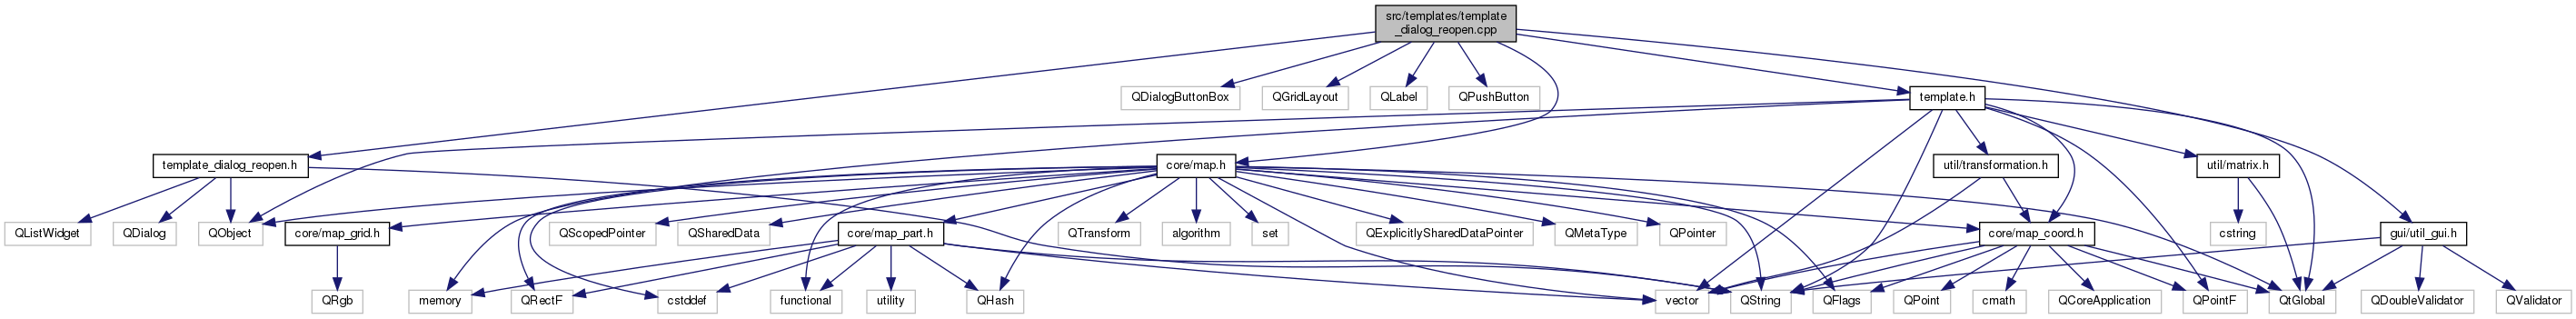 src/templates/template
_dialog_reopen.cpp
QDialogButtonBox
QGridLayout
QLabel
QPushButton
template.h
template_dialog_reopen.h
core/map.h
util/transformation.h
util/matrix.h
QListWidget
QDialog
QObject
core/map_grid.h
QScopedPointer
QSharedData
core/map_part.h
QTransform
algorithm
set
QExplicitlySharedDataPointer
QMetaType
QPointer
core/map_coord.h
cstring
gui/util_gui.h
QRgb
memory
QRectF
cstddef
functional
utility
QHash
vector
QString
QFlags
QPoint
cmath
QCoreApplication
QPointF
QtGlobal
QDoubleValidator
QValidator